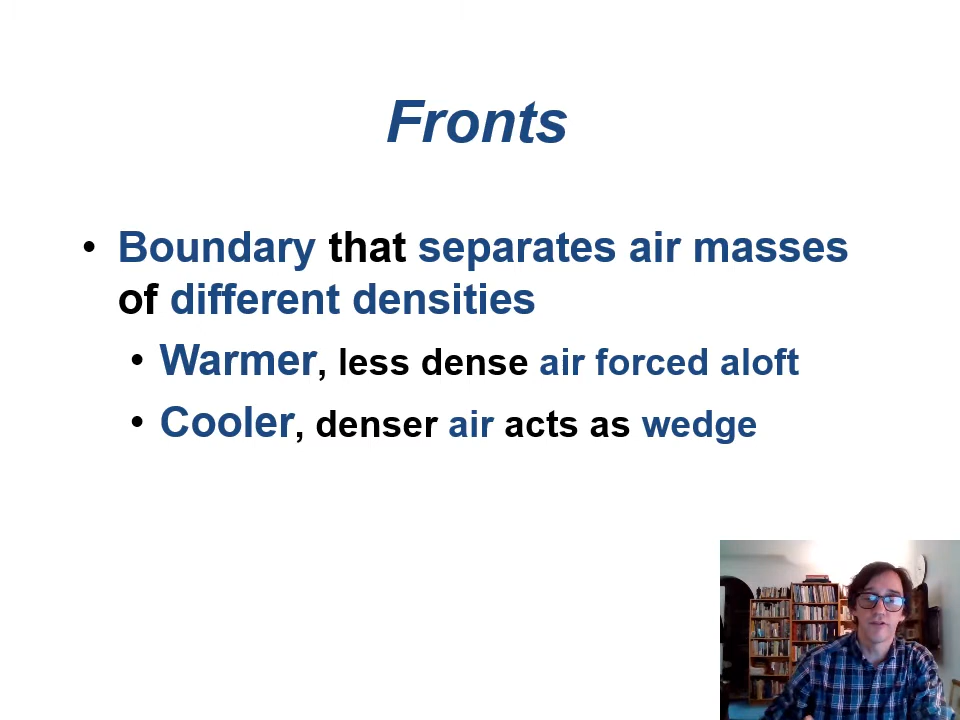 Fronts
• Boundary that separates air masses
of different densities
• Warmer, less dense air forced aloft
• Cooler, denser air acts as wedge